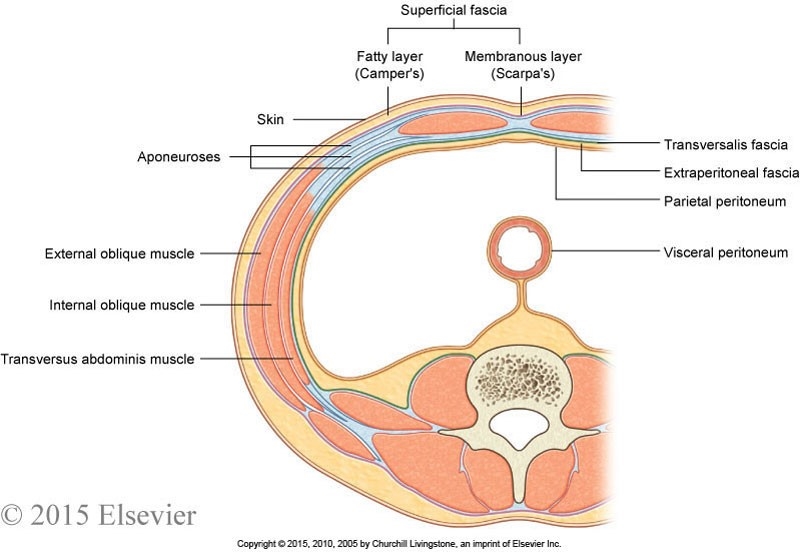 Superficial fascia
Fatty layer
(Camper's)
Membranous layer
(Scarpa's)
Skin
Aponeuroses
Transversalis fascia
Extraperitoneal fascia
Parietal peritoneum
External oblique muscle
Visceral peritoneum
Internal oblique muscle
Transversus abdominis muscle
© 2015 Elsevier
Copyright © 2015, 2010, 2005 by Churchill Livingstone, an imprint of Elsevier Inc.